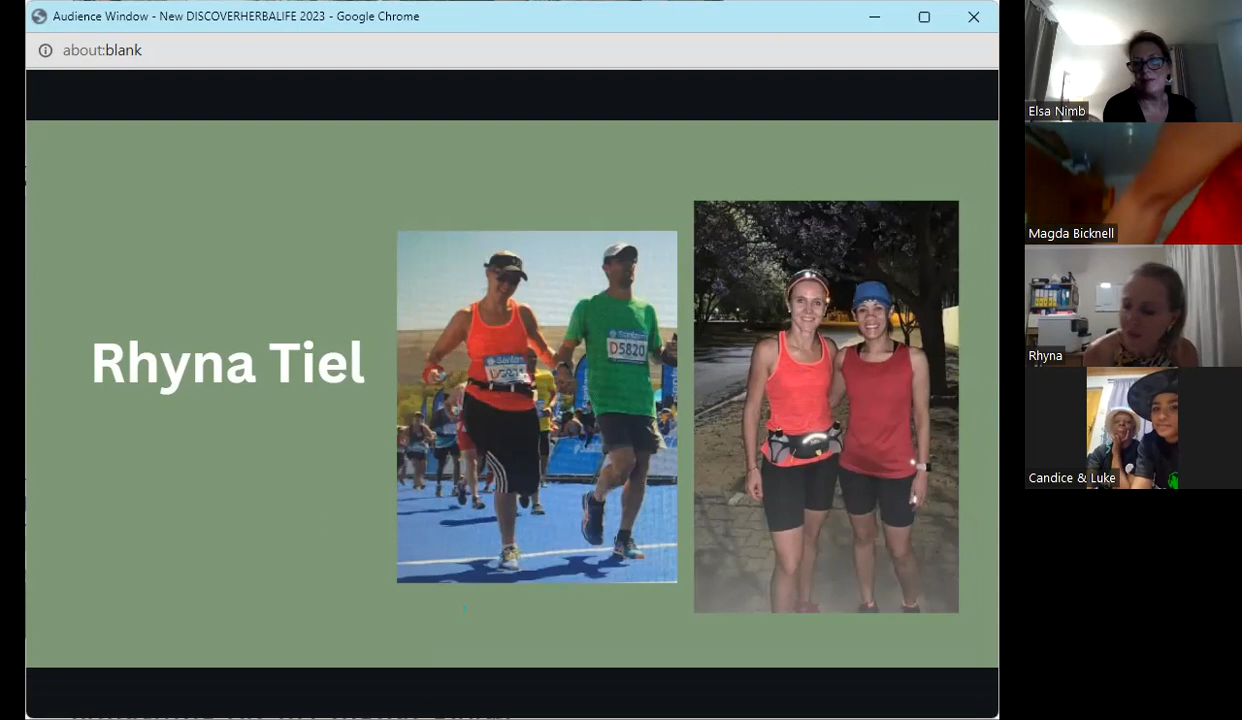 Audience Window - New DISCOVERHERBALIFE 2023 - Google Chrome
about:blank
Rhyna Tiel
Sanlam
D5820
Elsa Nimb
Magda Bicknell
Rhyna
Candice & Luke